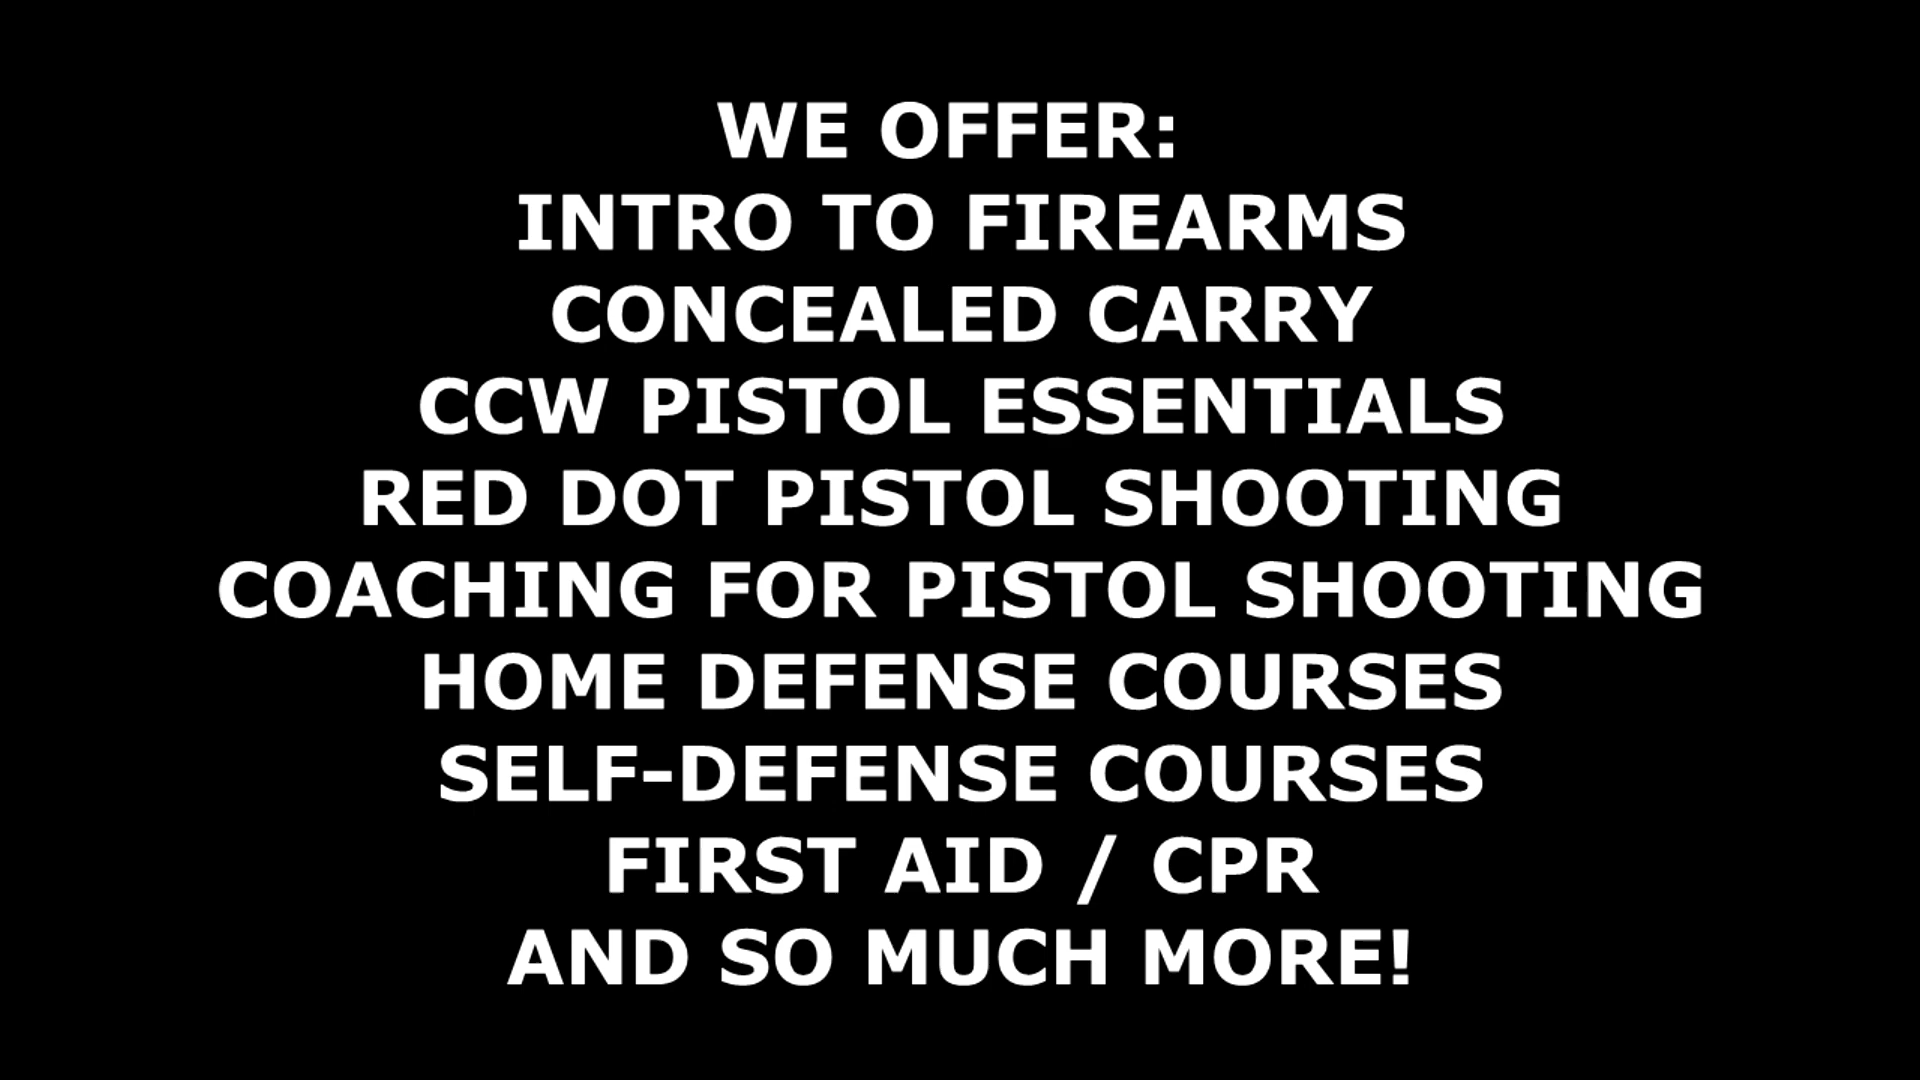 WE OFFER:
INTRO TO FIREARMS
CONCEALED CARRY
CCW PISTOL ESSENTIALS
RED DOT PISTOL SHOOTING
COACHING FOR PISTOL SHOOTING
HOME DEFENSE COURSES
SELF-DEFENSE COURSES
FIRST AID / CPR
AND SO MUCH MORE!